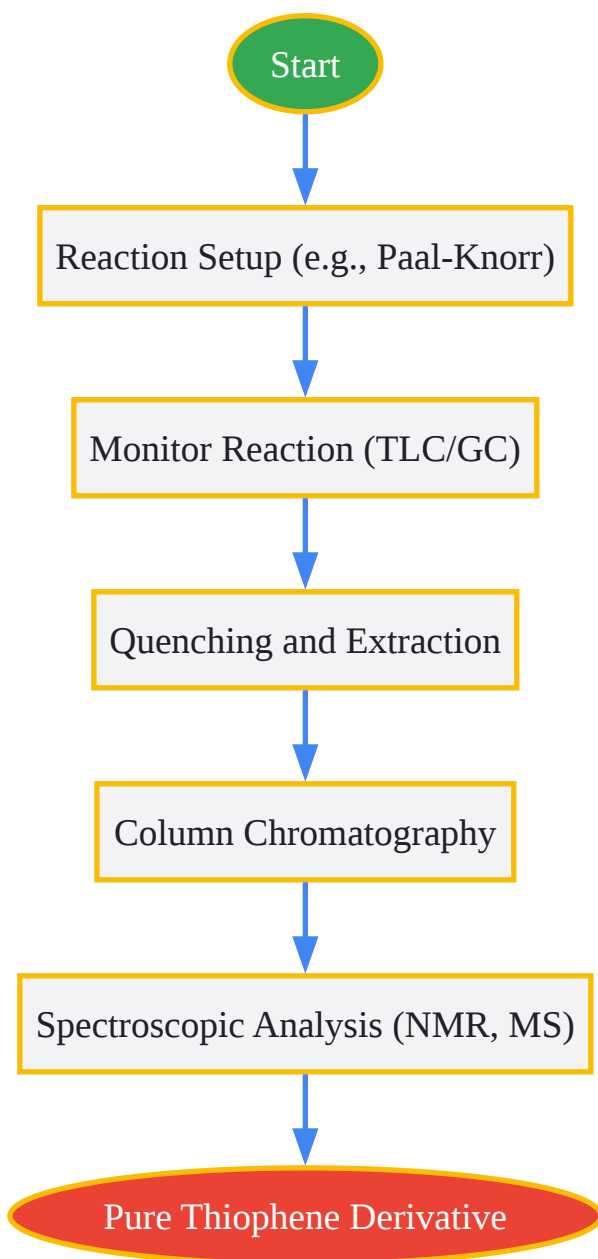 Start
Reaction Setup (e.g., Paal-Knorr)
Monitor Reaction (TLC/GC)
Quenching and Extraction
Column Chromatography
Spectroscopic Analysis (NMR, MS)
Pure Thiophene Derivative